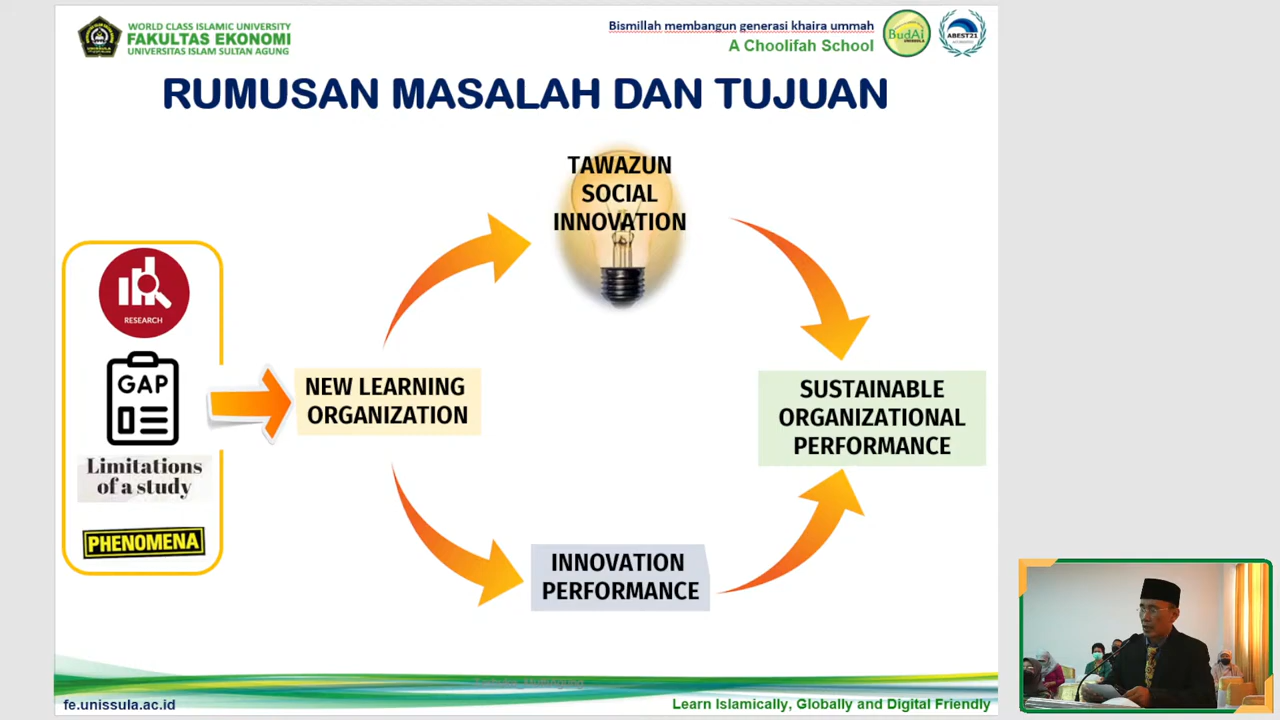 WORLD CLASS ISLAMIC UNIVERSITY
FAKULTAS EKONOMI
UNIVERSITAS ISLAM SULTAN AGUNG
Bismillah membangun generasi khaira ummah
A Choolifah School
BudAi
UNISSULA
ABEST21
RUMUSAN MASALAH DAN TUJUAN
TAWAZUN
SOCIAL
INNOVATION
RESEARCH
GAP
Limitations
of a study
PHENOMENA
NEW LEARNING
ORGANIZATION
SUSTAINABLE
ORGANIZATIONAL
PERFORMANCE
INNOVATION
PERFORMANCE
fe.unissula.ac.id
Learn Islamically, Globally and Digital Friendly